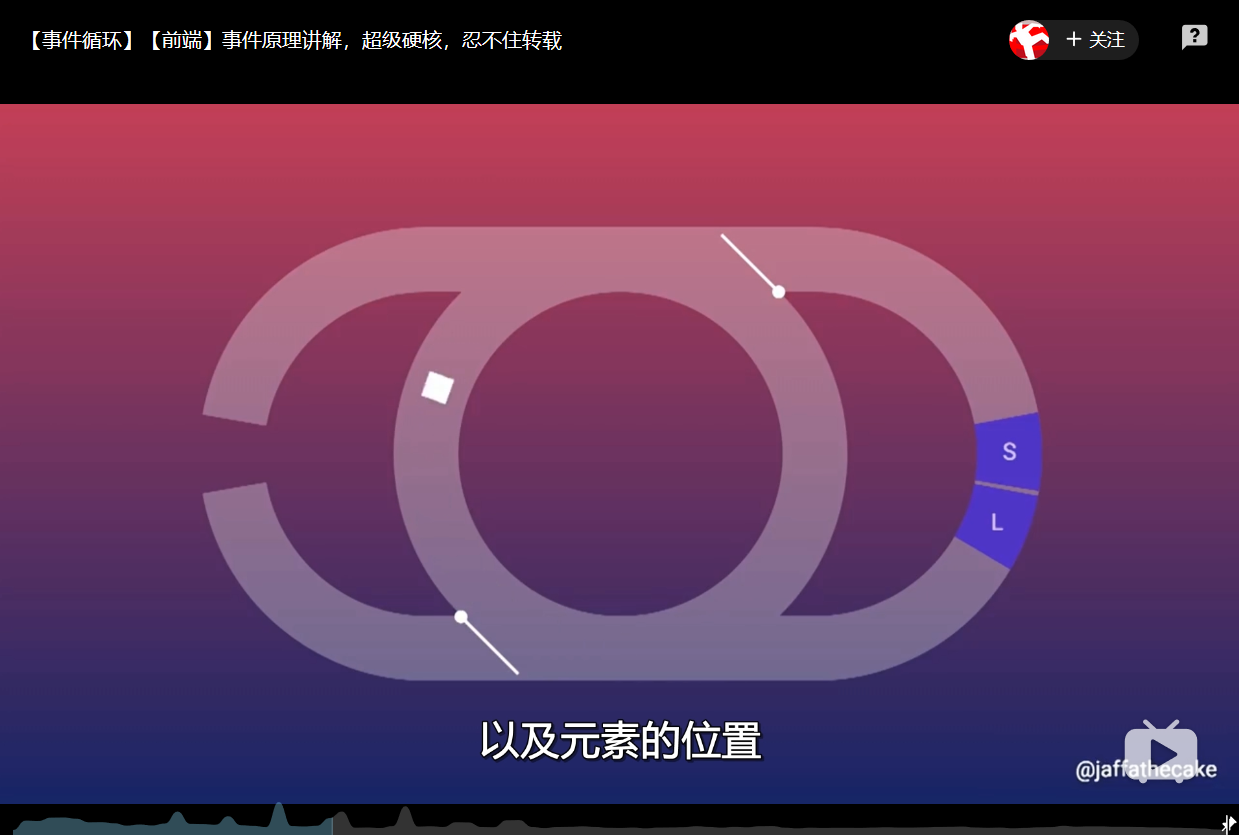 【事件循环】【前端】事件原理讲解，超级硬核，忍不住转载
+ 关注
?
S
L
以及元素的位置
@jaffathecake